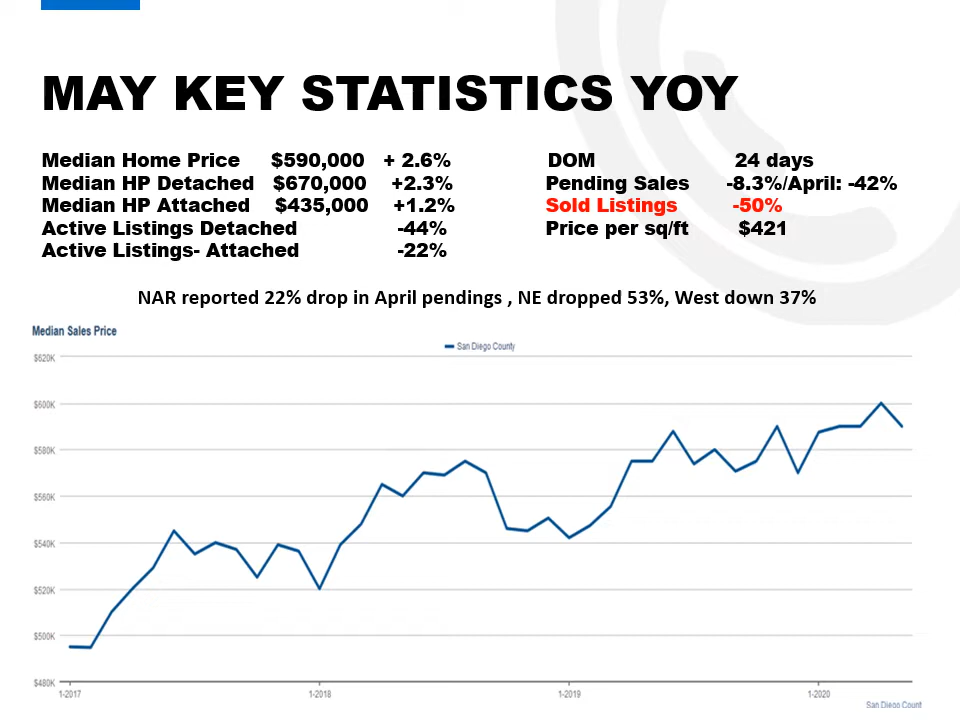 MAY KEY STATISTICS YOY
Median Home Price $590,000 + 2.6%
Median HP Detached $670,000 +2.3%
Median HP Attached $435,000 +1.2%
Active Listings Detached -44%
Active Listings- Attached -22%
DOM 24 days
Pending Sales -8.3%/April: -42%
Sold Listings -50%
Price per sq/ft $421
NAR reported 22% drop in April pendings , NE dropped 53%, West down 37%
Median Sales Price
San Diego County
$620K
$600K
$580K
$560K
$540K
$520K
$500K
$480K
1-2017 1-2018 1-2019 1-2020
San Diego Count